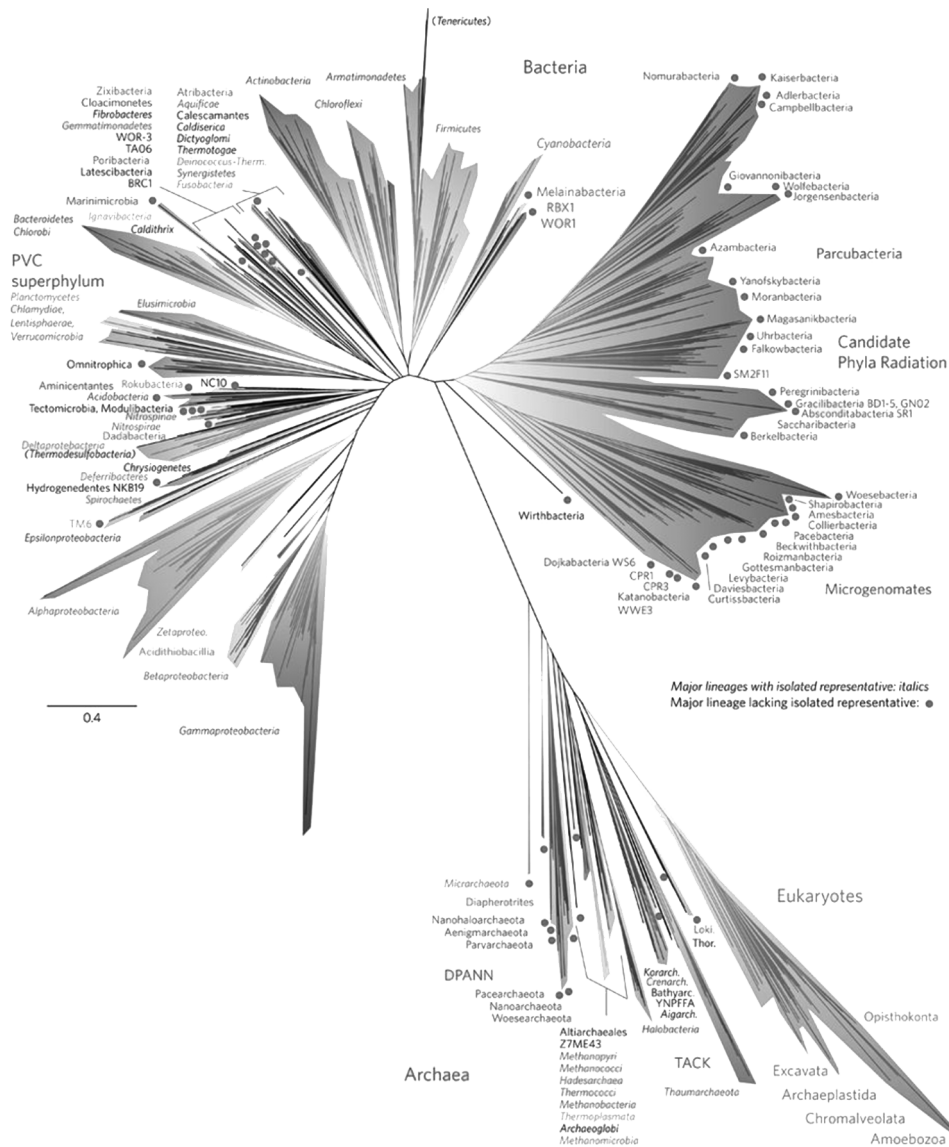 (Tenericutes)
Bacteria
Actinobacteria
Armatimonadetes
Chloroflexi
Firmicutes
Cyanobacteria
Melainabacteria
RBX1
WOR1
Zixibacteria
Cloacimonetes
Fibrobacteres
Gemmatimonadetes
WOR-3
TA06
Poribacteria
Latescibacteria
BRC1
Atribacteria
Aquificae
Calescamantes
Caldiserica
Dictyoglomi
Thermotogae
Deinococcus-Therm.
Synergistetes
Fusobacteria
Marinimicrobia
Ignavibacteria
Caldithrix
Bacteroidetes
Chlorobi
PVC
superphylum
Planctomycetes
Chlamydiae,
Lentisphaerae,
Verrucomicrobia
Elusimicrobia
Omnitrophica
Aminicentantes
Rokubacteria
NC10
Acidobacteria
Tectomicrobia, Modulibacteria
Nitrospinae
Nitrospirae
Dadabacteria
Deltaproteobacteria
(Thermodesulfobacteria)
Chrysiogenetes
Deferribacteres
Hydrogenedentes NKB19
Spirochaetes
TM6
Epsilonproteobacteria
Alphaproteobacteria
Zetaproteo.
Acidithiobacillia
Betaproteobacteria
Gammaproteobacteria
0.4
Nomurabacteria
Kaiserbacteria
Adlerbacteria
Campbellbacteria
Giovannonibacteria
Wolfebacteria
Jorgensenbacteria
Azambacteria
Parcubacteria
Yanofskybacteria
Moranbacteria
Magasanikbacteria
Uhrbacteria
Falkowbacteria
Candidate
Phyla Radiation
SM2F11
Peregrinibacteria
Gracilibacteria BD1-5, GN02
Absconditabacteria SR1
Saccharibacteria
Berkelbacteria
Woesebacteria
Shapirobacteria
Amesbacteria
Collierbacteria
Pacebacteria
Beckwithbacteria
Roizmanbacteria
Gottesmanbacteria
Levybacteria
Daviesbacteria
Curtissbacteria
Microgenomates
Wirthbacteria
Dojkabacteria WS6
CPR1
CPR3
Katanobacteria
WWE3
Major lineages with isolated representative: italics
Major lineage lacking isolated representative:
Micrarchaeota
Diapherotrites
Nanohaloarchaeota
Aenigmarchaeota
Parvarchaeota
DPANN
Pacearchaeota
Nanoarchaeota
Woesearchaeota
Altiarchaeales
Z7ME43
Methanopyri
Methanococci
Hadesarchaea
Thermococci
Methanobacteria
Thermoplasmata
Archaeoglobi
Methanomicrobia
Halobacteria
Archaea
Korarch.
Crenarch.
Bathyarc.
YNPFFA
Aigarch.
TACK
Thaumarchaeota
Loki.
Thor.
Eukaryotes
Opisthokonta
Excavata
Archaeplastida
Chromalveolata
Amoebozoa